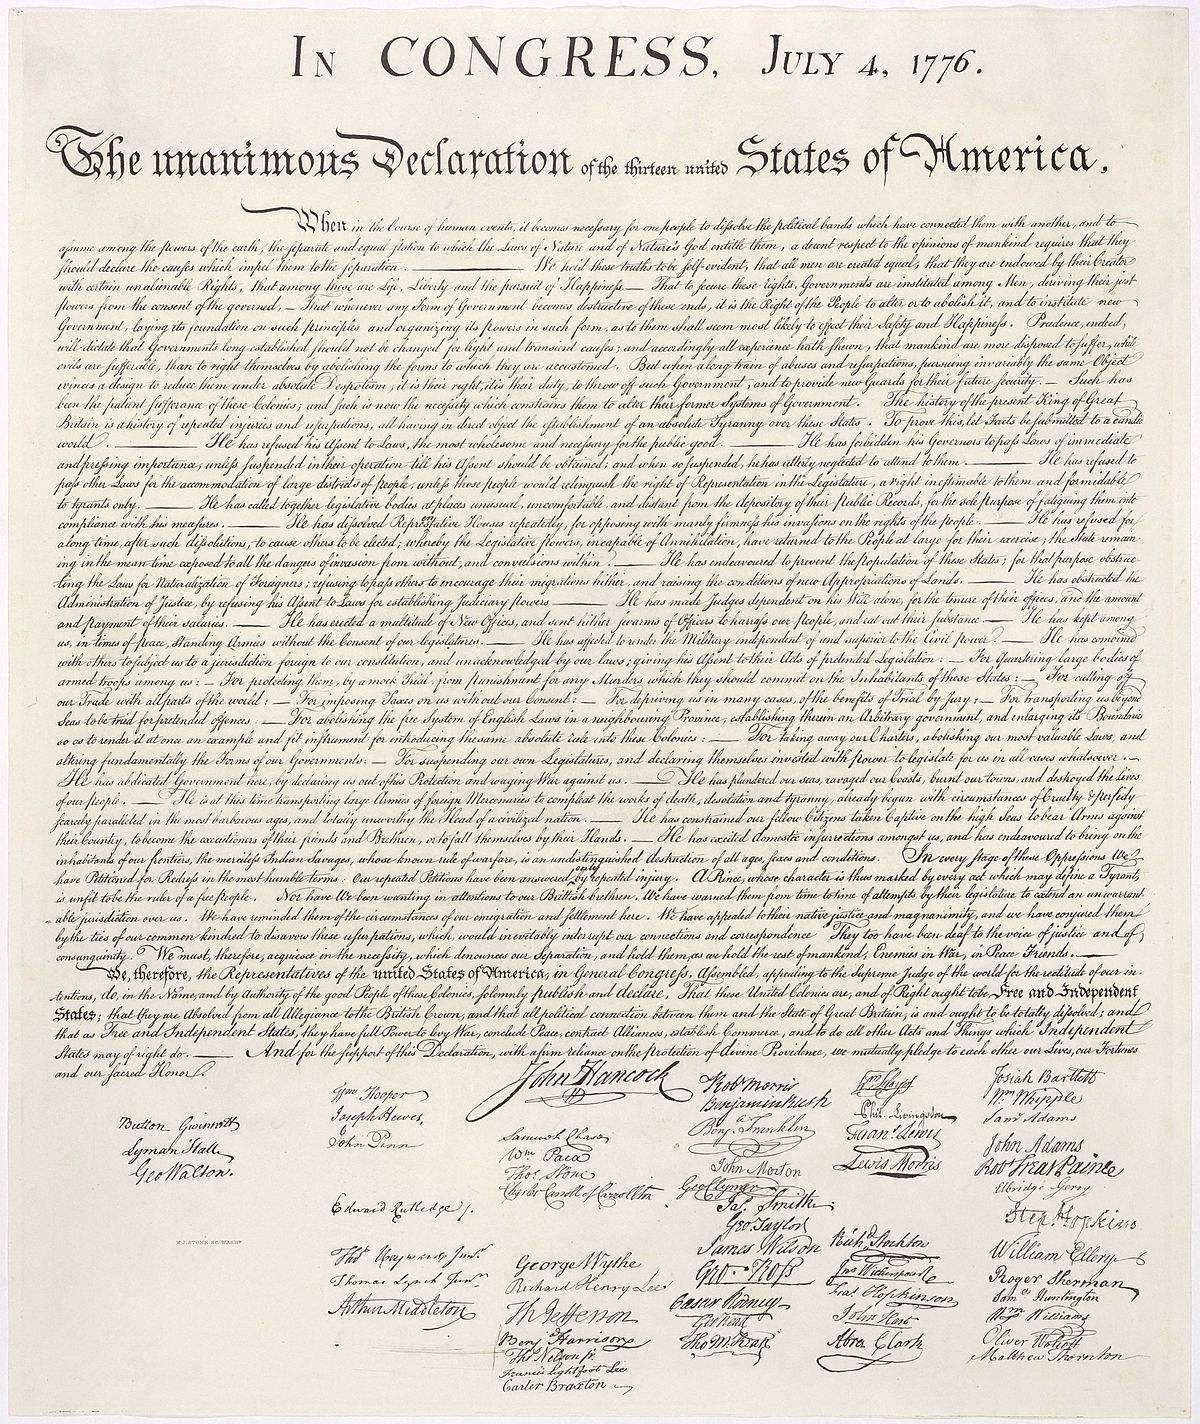 In CONGRESS, July 4, 1776.
The unanimous Declaration of the thirteen united States of America,
When in the Course of human events, it becomes necessary for one people to dissolve the political bands which have connected them with another, and to
assume among the powers of the earth, the separate and equal station to which the Laws of Nature and of Nature's God entitle them, a decent respect to the opinions of mankind requires that they
should declare the causes which impel them to the separation. — We hold these truths to be self-evident, that all men are created equal, that they are endowed by their Creator
with certain unalienable Rights, that among these are Life, Liberty and the pursuit of Happiness.— That to secure these rights, Governments are instituted among Men, deriving their just
powers from the consent of the governed, — That whenever any Form of Government becomes destructive of these ends, it is the Right of the People to alter or to abolish it, and to institute new
Government, laying its foundation on such principles and organizing its powers in such form, as to them shall seem most likely to effect their Safety and Happiness. Prudence, indeed,
will dictate that Governments long established should not be changed for light and transient causes; and accordingly all experience hath shewn, that mankind are more disposed to suffer, while
evils are sufferable, than to right themselves by abolishing the forms to which they are accustomed. But when a long train of abuses and usurpations, pursuing invariably the same Object
evinces a design to reduce them under absolute Despotism, it is their right, it is their duty, to throw off such Government, and to provide new Guards for their future security. — Such has
been the patient sufferance of these Colonies; and such is now the necessity which constrains them to alter their former Systems of Government. The history of the present King of Great
Britain is a history of repeated injuries and usurpations, all having in direct object the establishment of an absolute Tyranny over these States. To prove this, let Facts be submitted to a candid
world. — He has refused his Assent to Laws, the most wholesome and necessary for the public good. — He has forbidden his Governors to pass Laws of immediate
and pressing importance, unless suspended in their operation till his Assent should be obtained; and when so suspended, he has utterly neglected to attend to them. — He has refused to
pass other Laws for the accommodation of large districts of people, unless those people would relinquish the right of Representation in the Legislature, a right inestimable to them and formidable
to tyrants only. — He has called together legislative bodies at places unusual, uncomfortable, and distant from the depository of their public Records, for the sole purpose of fatiguing them into
compliance with his measures. — He has dissolved Representative Houses repeatedly, for opposing with manly firmness his invasions on the rights of the people. — He has refused for
a long time, after such dissolutions, to cause others to be elected; whereby the Legislative powers, incapable of Annihilation, have returned to the People at large for their exercise; the State remain
ing in the mean time exposed to all the dangers of invasion from without, and convulsions within. — He has endeavoured to prevent the population of these States; for that purpose obstruc
ting the Laws for Naturalization of Foreigners; refusing to pass others to encourage their migrations hither, and raising the conditions of new Appropriations of Lands. — He has obstructed the
Administration of Justice, by refusing his Assent to Laws for establishing Judiciary powers — He has made Judges dependent on his Will alone, for the tenure of their offices, and the amount
and payment of their salaries. — He has erected a multitude of New Offices, and sent hither swarms of Officers to harrass our people, and eat out their substance — He has kept among
us, in times of peace, Standing Armies without the Consent of our legislatures. — He has affected to render the Military independent of and superior to the Civil power. — He has combined
with others to subject us to a jurisdiction foreign to our constitution, and unacknowledged by our laws; giving his Assent to their Acts of pretended Legislation: — For Quartering large bodies of
armed troops among us: — For protecting them, by a mock Trial, from punishment for any Murders which they should commit on the Inhabitants of these States: — For cutting off
our Trade with all parts of the world: — For imposing Taxes on us without our Consent: — For depriving us in many cases, of the benefits of Trial by Jury: — For transporting us beyond
Seas to be tried for pretended offences — For abolishing the free System of English Laws in a neighbouring Province, establishing therein an Arbitrary government, and enlarging its Boundaries
so as to render it at once an example and fit instrument for introducing the same absolute rule into these Colonies: — For taking away our Charters, abolishing our most valuable Laws, and
altering fundamentally the Forms of our Governments: — For suspending our own Legislatures, and declaring themselves invested with power to legislate for us in all cases whatsoever. —
He has abdicated Government here, by declaring us out of his Protection and waging War against us. — He has plundered our seas, ravaged our Coasts, burnt our towns, and destroyed the lives
of our people. — He is at this time transporting large Armies of foreign Mercenaries to compleat the works of death, desolation and tyranny, already begun with circumstances of Cruelty & perfidy
scarcely paralleled in the most barbarous ages, and totally unworthy the Head of a civilized nation. — He has constrained our fellow Citizens taken Captive on the high Seas to bear Arms against
their Country, to become the executioners of their friends and Brethren, or to fall themselves by their Hands. — He has excited domestic insurrections amongst us, and has endeavoured to bring on the
inhabitants of our frontiers, the merciless Indian Savages, whose known rule of warfare, is an undistinguished destruction of all ages, sexes and conditions. In every stage of these Oppressions We
have Petitioned for Redress in the most humble terms: Our repeated Petitions have been answered only by repeated injury. A Prince, whose character is thus marked by every act which may define a Tyrant,
is unfit to be the ruler of a free people. Nor have We been wanting in attentions to our Brittish brethren. We have warned them from time to time of attempts by their legislature to extend an unwarrant
able jurisdiction over us. We have reminded them of the circumstances of our emigration and settlement here. We have appealed to their native justice and magnanimity, and we have conjured them
by the ties of our common kindred to disavow these usurpations, which, would inevitably interrupt our connections and correspondence They too have been deaf to the voice of justice and of
consanguinity. We must, therefore, acquiesce in the necessity, which denounces our Separation, and hold them, as we hold the rest of mankind, Enemies in War, in Peace Friends. —
We, therefore, the Representatives of the united States of America, in General Congress, Assembled, appealing to the Supreme Judge of the world for the rectitude of our in-
tentions, do, in the Name, and by Authority of the good People of these Colonies, solemnly publish and declare, That these United Colonies are, and of Right ought to be Free and Independent
States; that they are Absolved from all Allegiance to the British Crown, and that all political connection between them and the State of Great Britain, is and ought to be totally dissolved; and
that as Free and Independent States, they have full Power to levy War, conclude Peace, contract Alliances, establish Commerce, and to do all other Acts and Things which Independent
States may of right do. — And for the support of this Declaration, with a firm reliance on the protection of divine Providence, we mutually pledge to each other our Lives, our Fortunes
and our sacred Honor.
Button Gwinnett
Lyman Hall
Geo Walton.
W.J. STONE SC. WASHN
Wm Hooper
Joseph Hewes,
John Penn
Edward Rutledge /.
Thos Heyward Junr.
Thomas Lynch Junr.
Arthur Middleton
John Hancock
Samuel Chase
Wm Paca
Thos. Stone
Charles Carroll of Carrollton
George Wythe
Richard Henry Lee
Th Jefferson
Benj Harrison
Thos Nelson jr.
Francis Lightfoot Lee
Carter Braxton
Robt Morris
Benjamin Rush
Benj. Franklin
John Morton
Geo Clymer
Jas. Smith
Geo. Taylor
James Wilson
Geo. Ross
Caesar Rodney
Geo Read
Tho M:Kean
Wm Floyd
Phil. Livingston
Frans. Lewis
Lewis Morris
Richd. Stockton
Jno Witherspoon
Fras. Hopkinson
John Hart
Abra Clark
Josiah Bartlett
Wm Whipple
Saml Adams
John Adams
Robt Treat Paine
Elbridge Gerry
Step. Hopkins
William Ellery
Roger Sherman
Saml Huntington
Wm Williams
Oliver Wolcott
Matthew Thornton